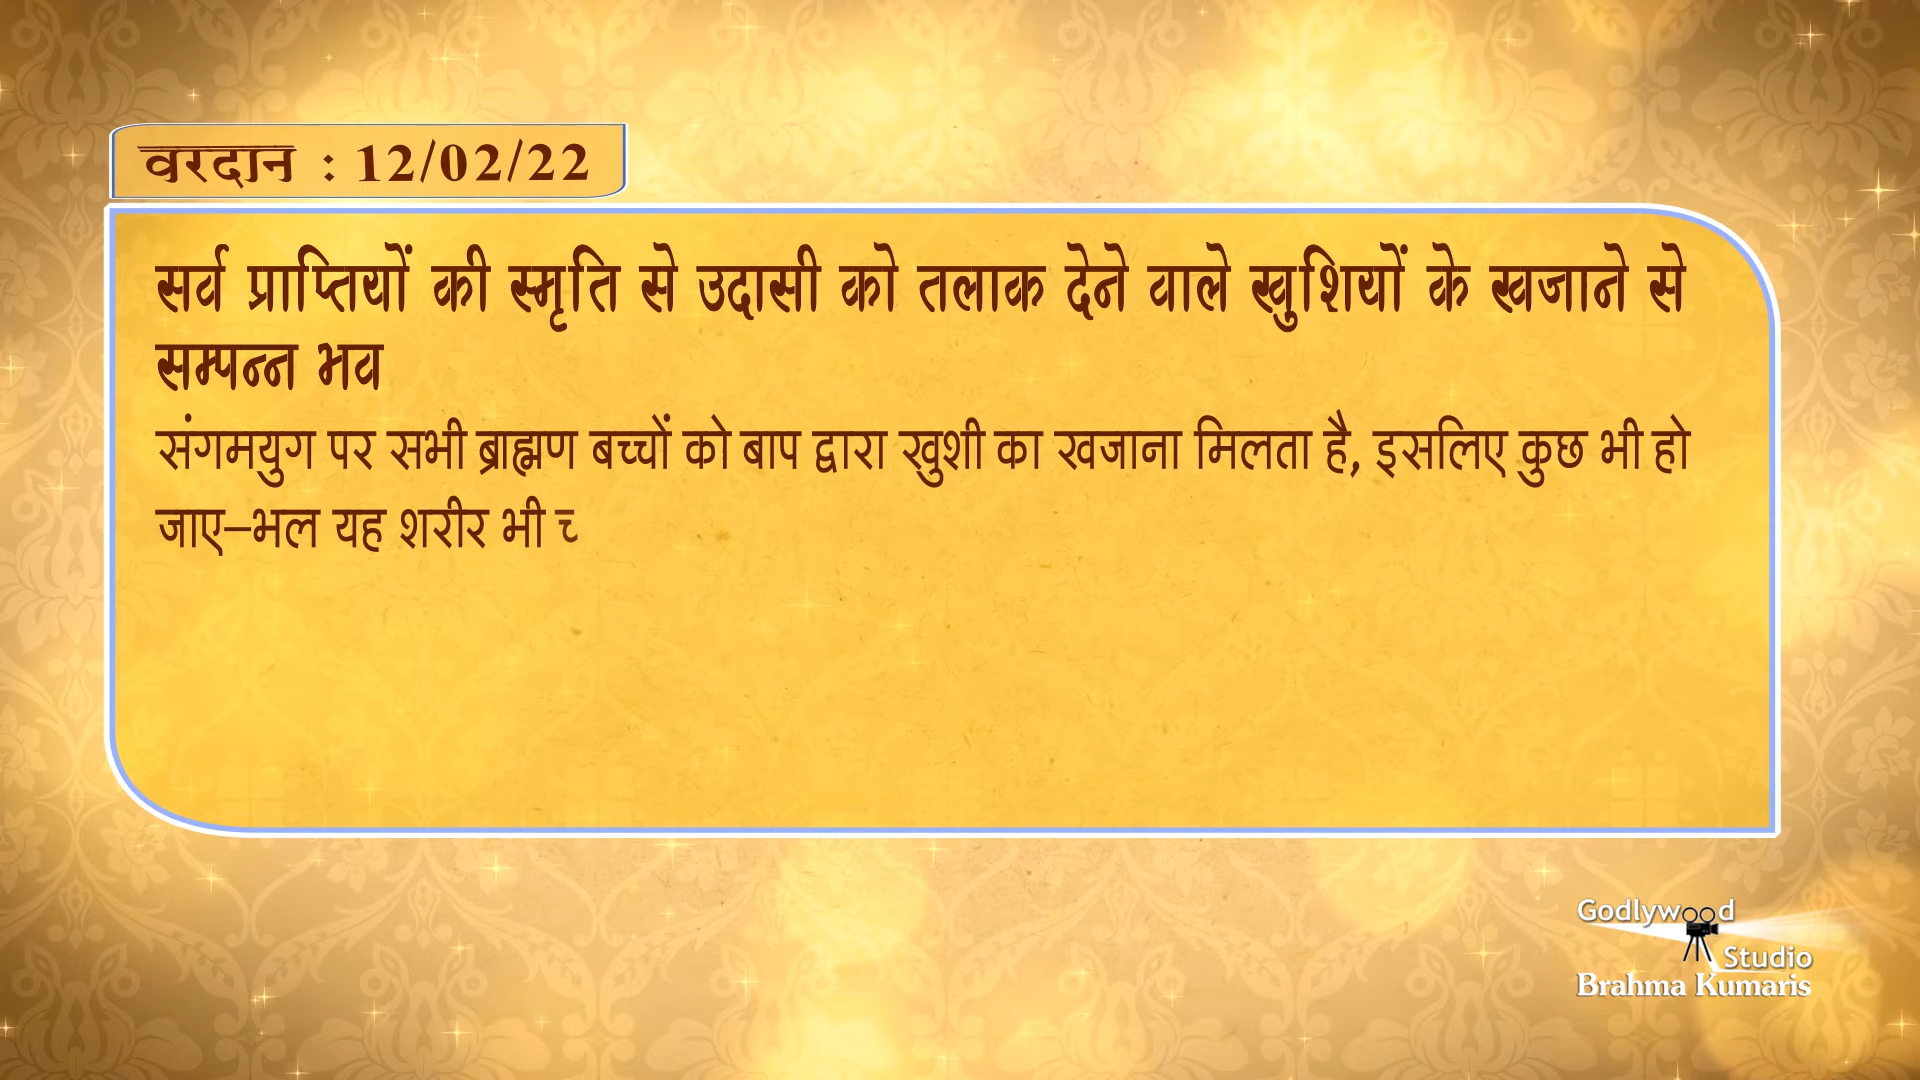 वरदान : 12/02/22
सर्व प्राप्तियों की स्मृति से उदासी को तलाक देने वाले खुशियों के खजाने से
सम्पन्न भव
संगमयुग पर सभी ब्राह्मण बच्चों को बाप द्वारा खुशी का खजाना मिलता है, इसलिए कुछ भी हो
जाए–भल यह शरीर भी
Godlywood
Studio
Brahma Kumaris